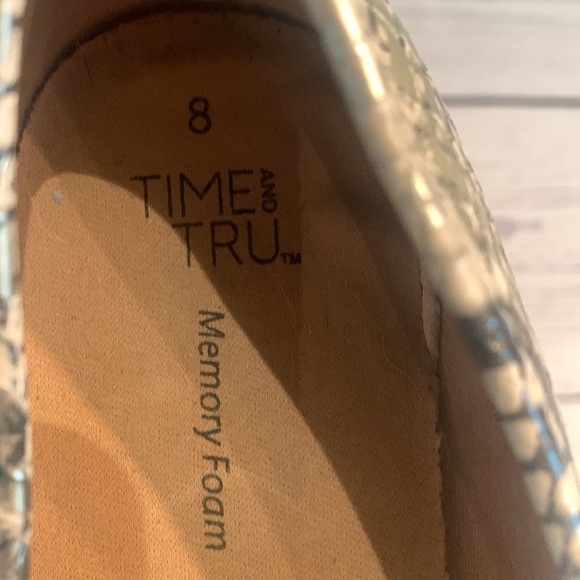 8
TIME AND
TRU™
Memory Foam